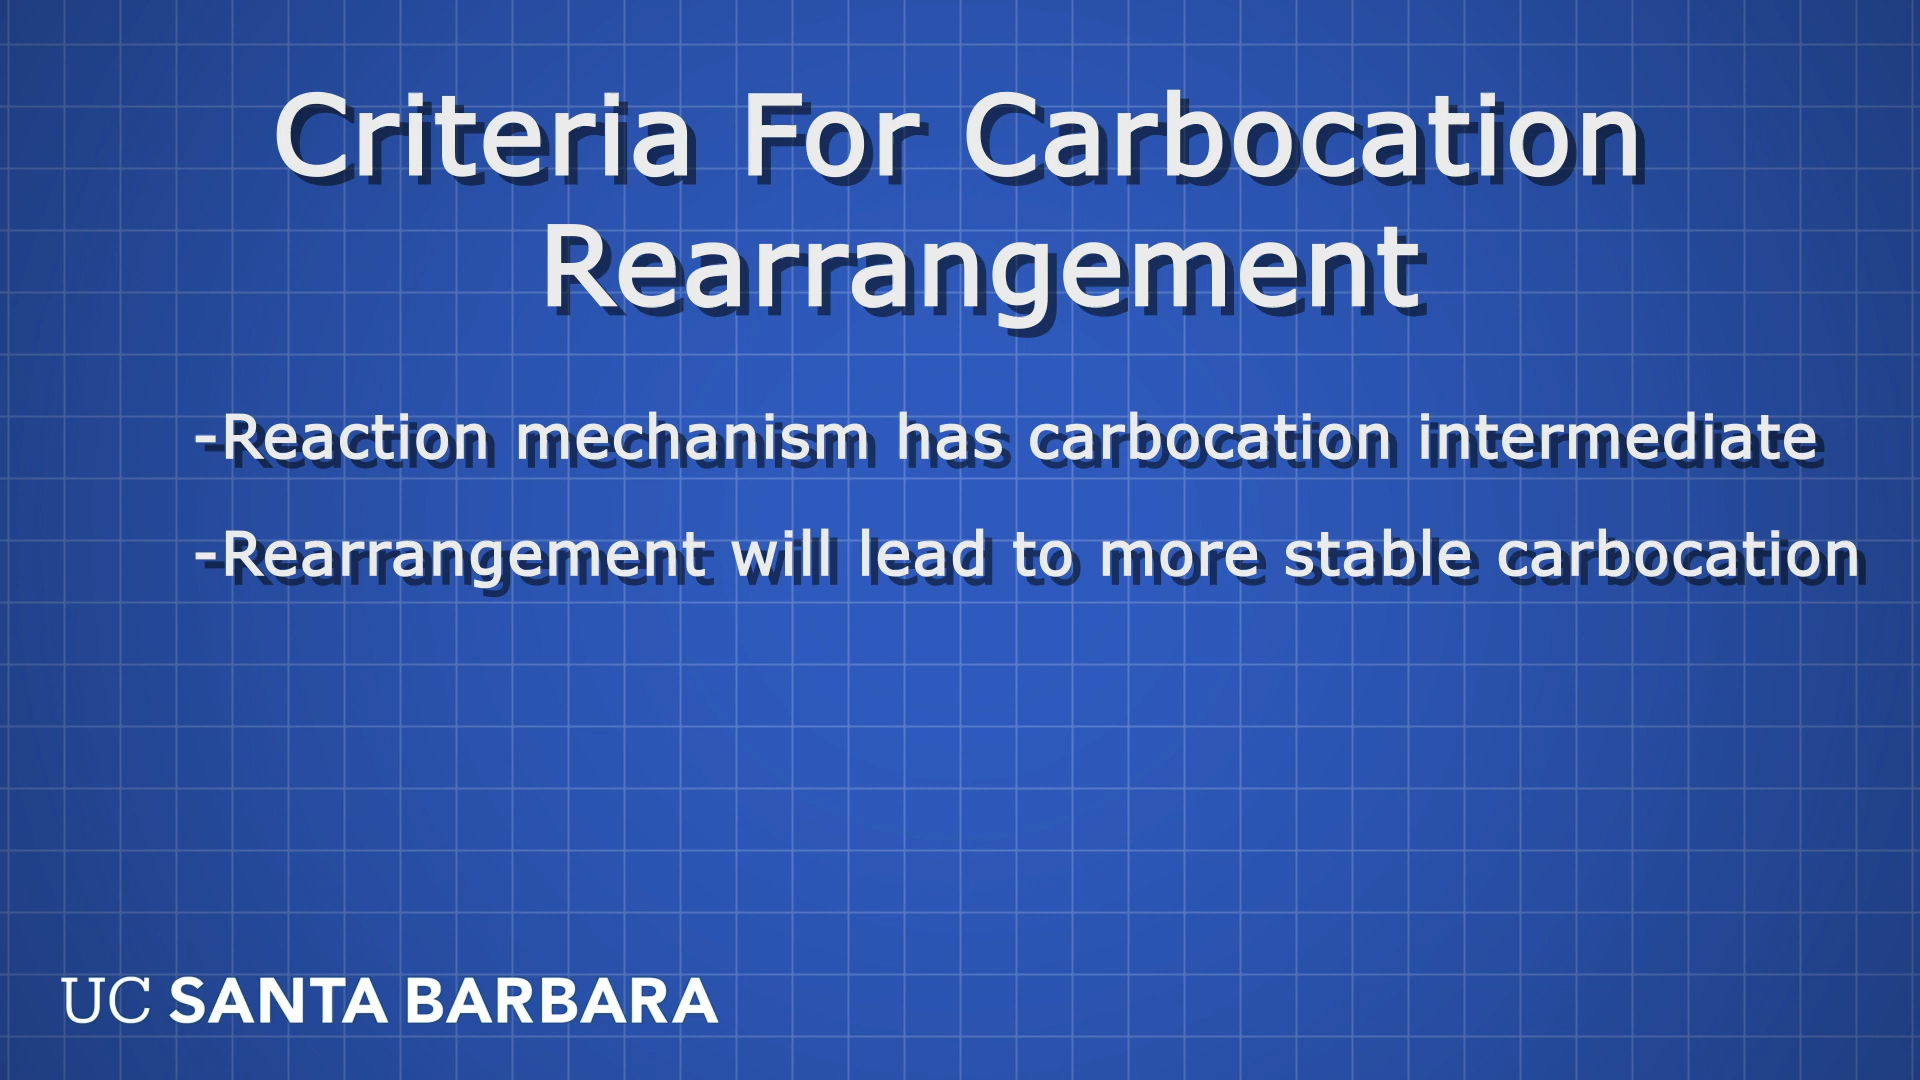 Criteria For Carbocation
Rearrangement
-Reaction mechanism has carbocation intermediate
-Rearrangement will lead to more stable carbocation
UC SANTA BARBARA